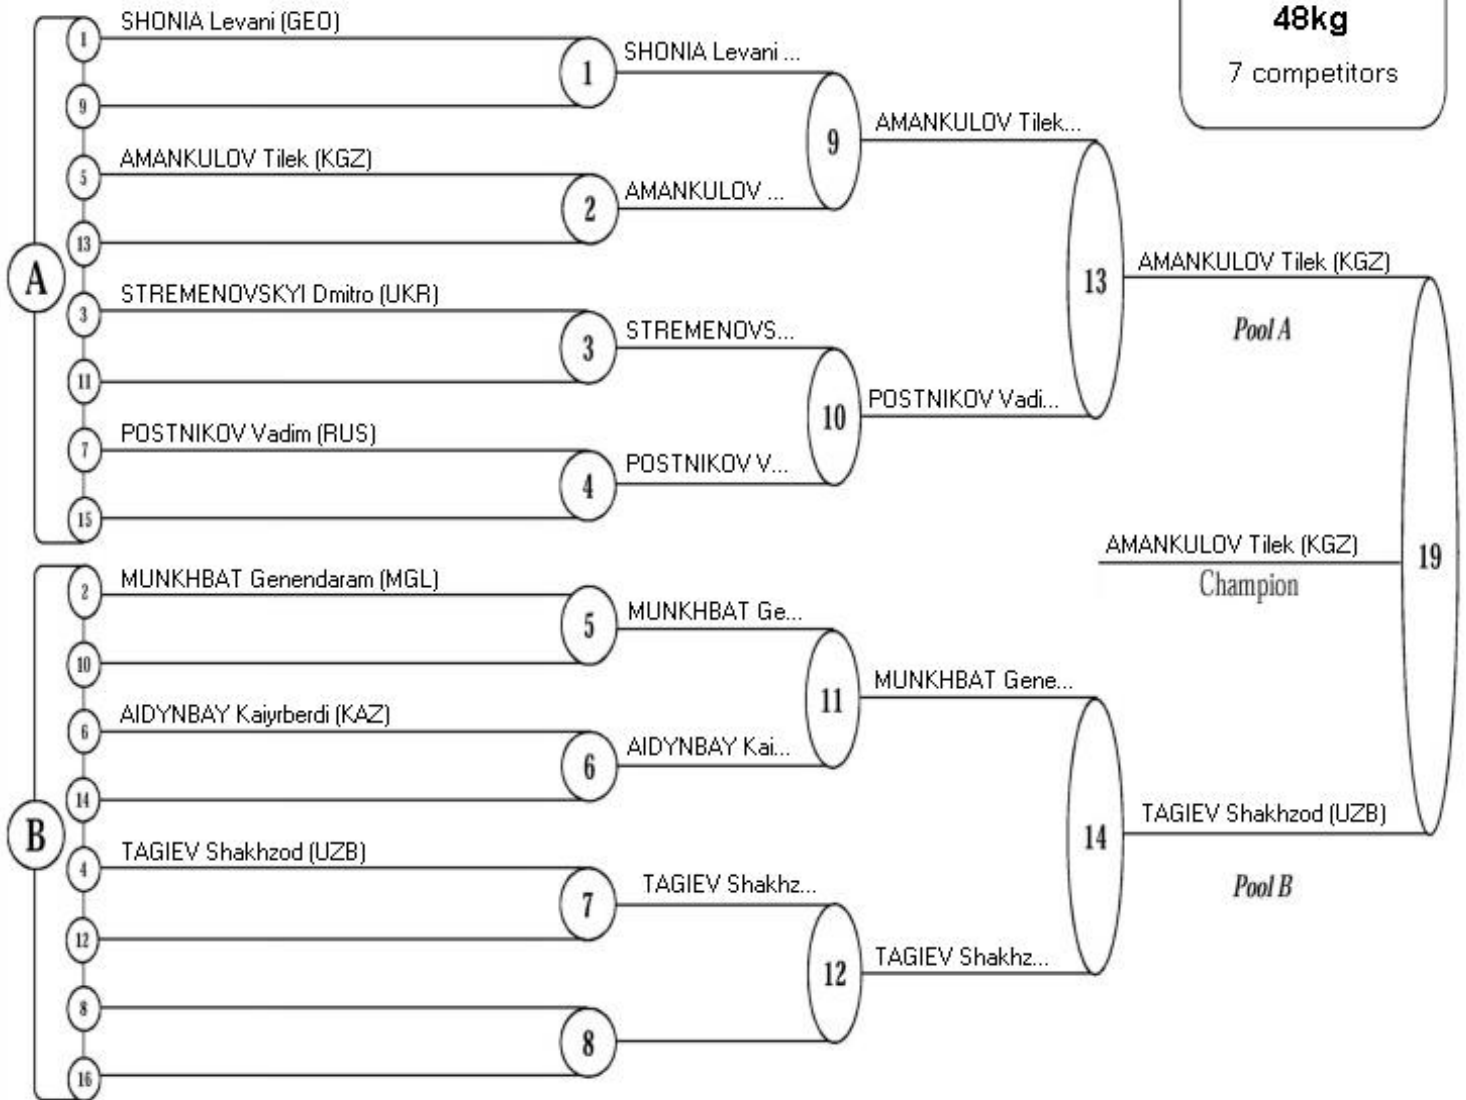 48kg
7 competitors
A
1
SHONIA Levani (GEO)
9
5
AMANKULOV Tilek (KGZ)
13
3
STREMENOVSKYI Dmitro (UKR)
11
7
POSTNIKOV Vadim (RUS)
15
B
2
MUNKHBAT Genendaram (MGL)
10
6
AIDYNBAY Kaiyrberdi (KAZ)
14
4
TAGIEV Shakhzod (UZB)
12
8
16
1
SHONIA Levani ...
2
AMANKULOV ...
3
STREMENOVS...
4
POSTNIKOV V...
5
MUNKHBAT Ge...
6
AIDYNBAY Kai...
7
TAGIEV Shakhz...
8
9
AMANKULOV Tilek...
10
POSTNIKOV Vadi...
11
MUNKHBAT Gene...
12
TAGIEV Shakhz...
13
AMANKULOV Tilek (KGZ)
Pool A
14
TAGIEV Shakhzod (UZB)
Pool B
19
AMANKULOV Tilek (KGZ)
Champion